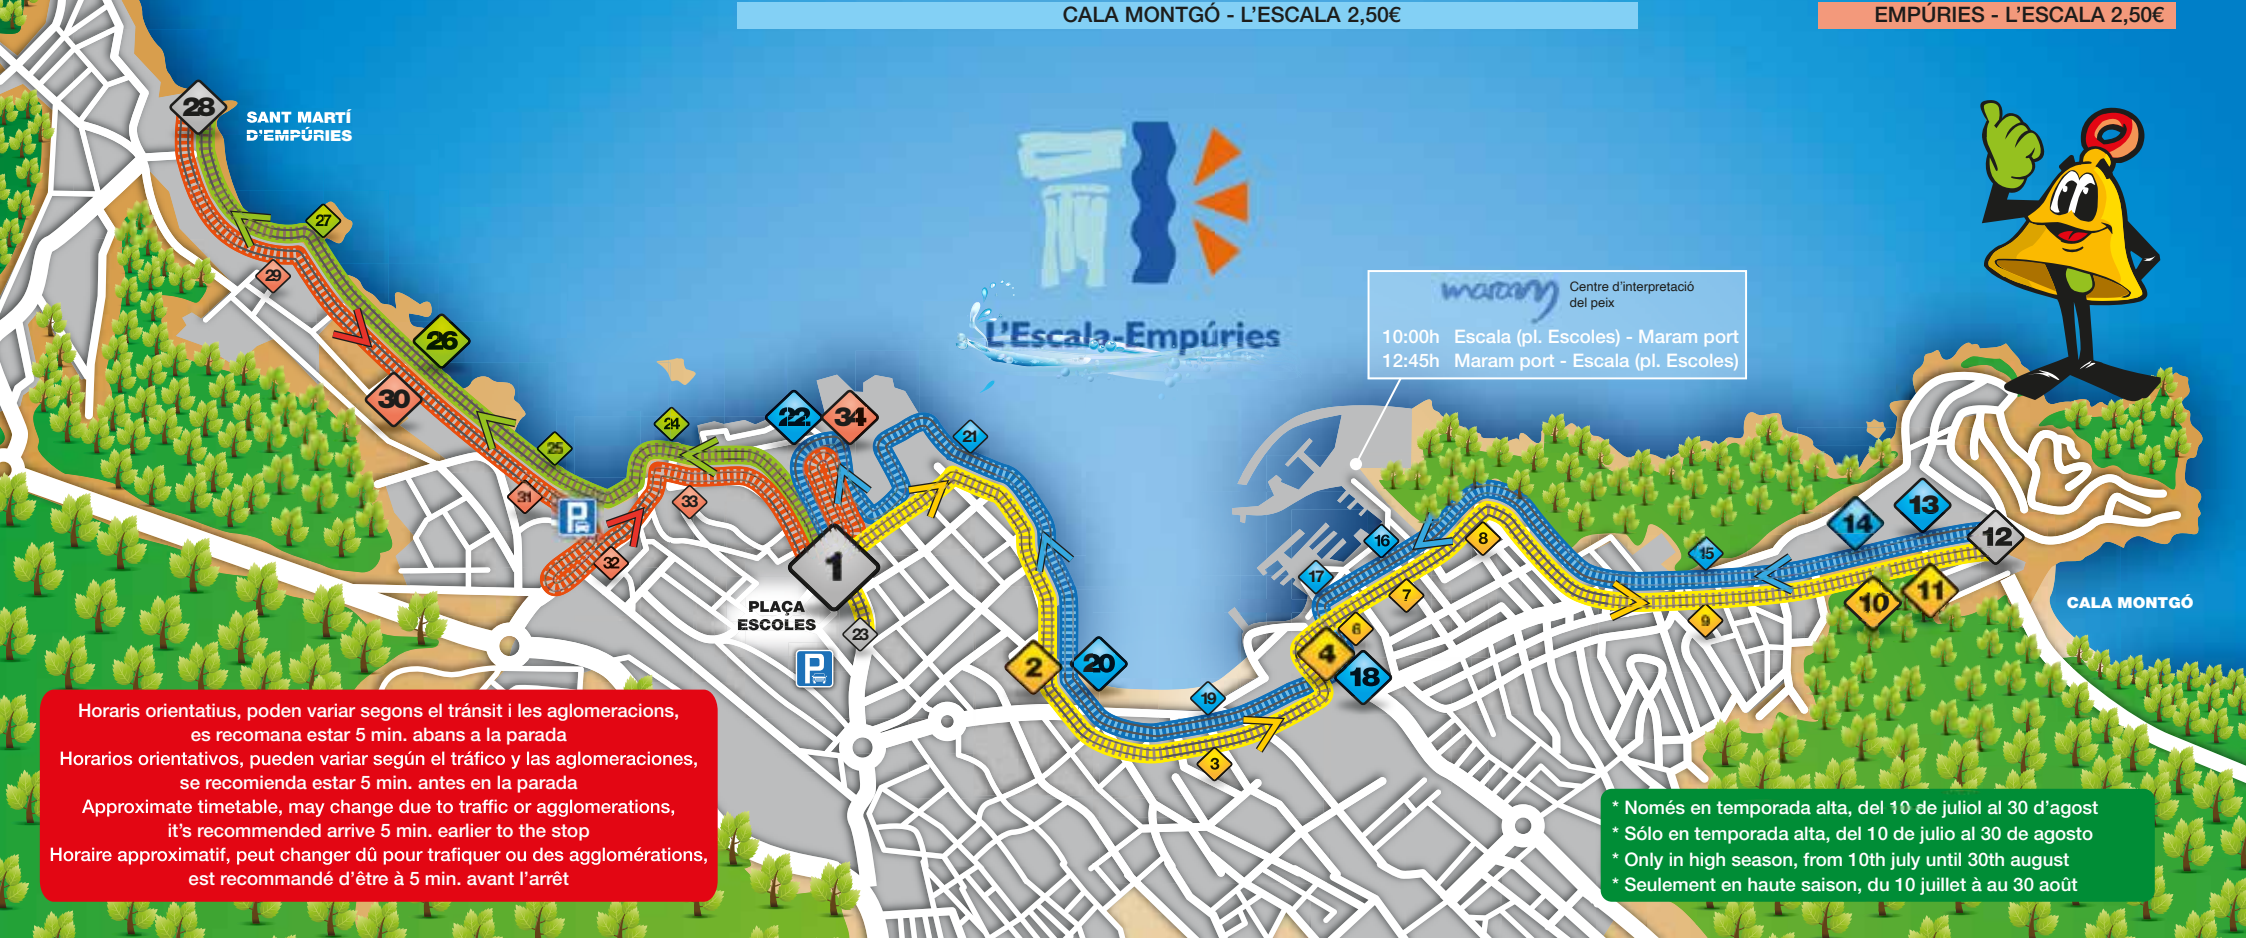 CALA MONTGÓ - L'ESCALA 2,50€
EMPÚRIES - L'ESCALA 2,50€
28
SANT MARTÍ
D'EMPÚRIES
27
29
26
30
L'Escala-Empúries
maram
Centre d'interpretació
del peix
10:00h Escala (pl. Escoles) - Maram port
12:45h Maram port - Escala (pl. Escoles)
22
34
24
21
25
31
33
P
32
1
PLAÇA
ESCOLES
23
P
2
20
19
3
4
18
6
17
16
7
8
15
9
14
13
12
10
11
CALA MONTGÓ
Horaris orientatius, poden variar segons el tránsit i les aglomeracions,
es recomana estar 5 min. abans a la parada
Horarios orientativos, pueden variar según el tráfico y las aglomeraciones,
se recomienda estar 5 min. antes en la parada
Approximate timetable, may change due to traffic or agglomerations,
it's recommended arrive 5 min. earlier to the stop
Horaire approximatif, peut changer dû pour trafiquer ou des agglomérations,
est recommandé d'être à 5 min. avant l'arrêt
* Només en temporada alta, del 10 de juliol al 30 d'agost
* Sólo en temporada alta, del 10 de julio al 30 de agosto
* Only in high season, from 10th july until 30th august
* Seulement en haute saison, du 10 juillet à au 30 août